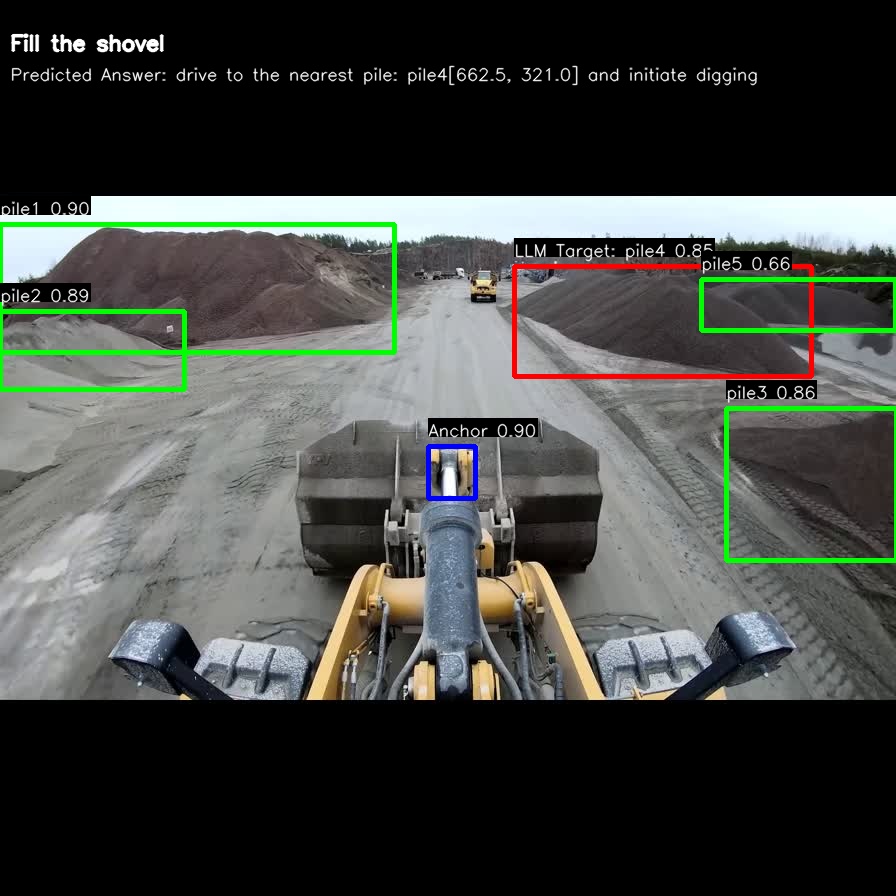 Fill the shovel
Predicted Answer: drive to the nearest pile: pile4[662.5, 321.0] and initiate digging
pile1 0.90
LLM Target: pile4 0.85
pile5 0.66
pile2 0.89
pile3 0.86
Anchor 0.90